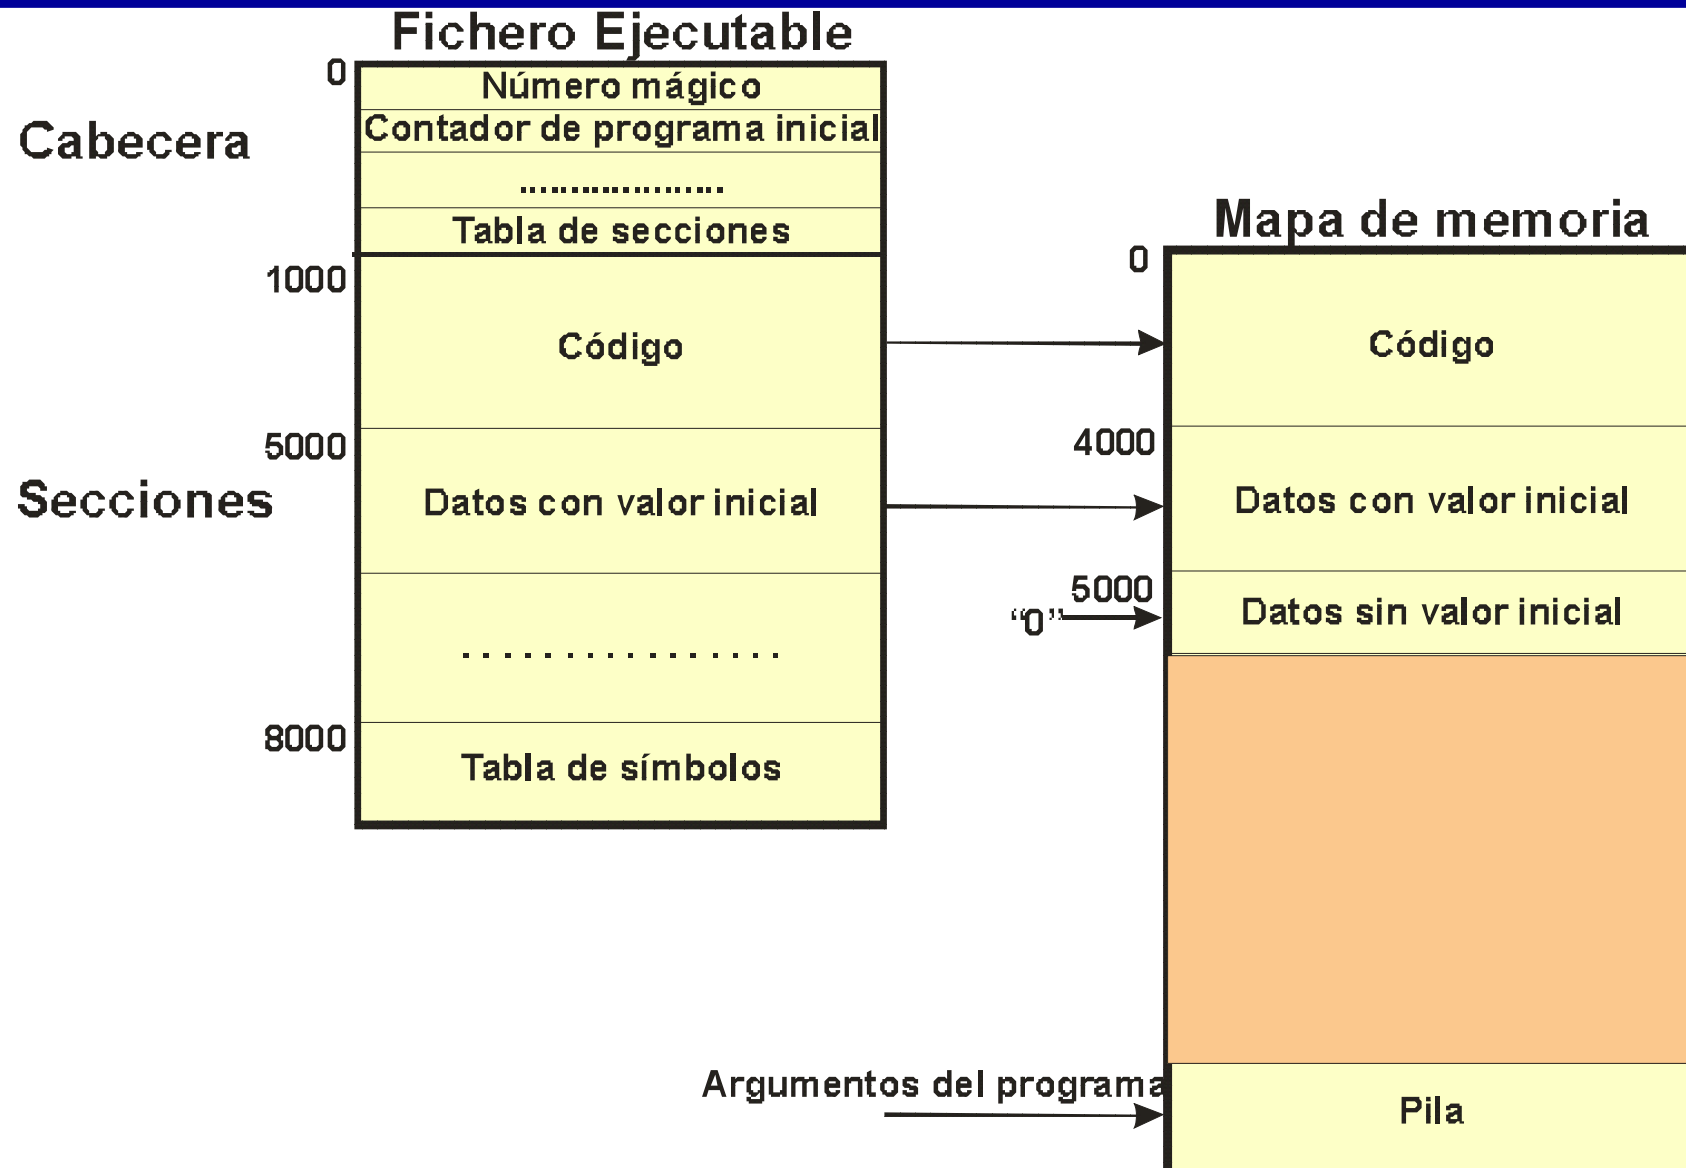 Fichero Ejecutable
0
Número mágico
Contador de programa inicial
Cabecera
....................
Tabla de secciones
1000
Código
5000
Secciones
Datos con valor inicial
................
8000
Tabla de símbolos
Mapa de memoria
0
Código
4000
Datos con valor inicial
5000
“0”
Datos sin valor inicial
Argumentos del programa
Pila